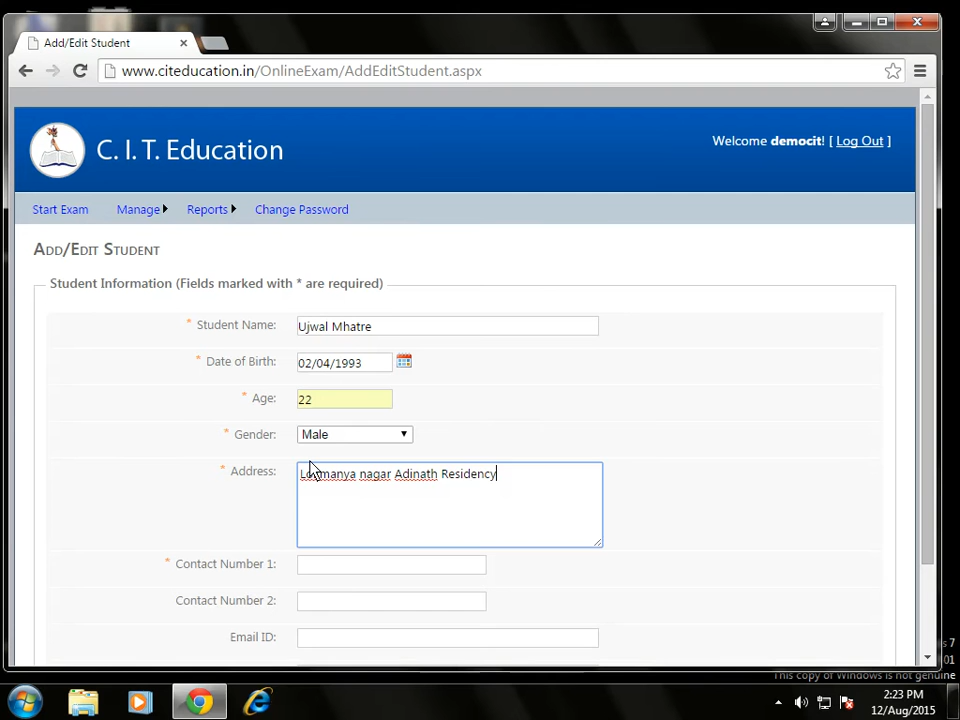 Add/Edit Student
www.citeducation.in/OnlineExam/AddEditStudent.aspx
C. I. T. Education
Welcome democit! [ Log Out ]
Start Exam Manage Reports Change Password
Add/Edit Student
Student Information (Fields marked with * are required)
* Student Name: Ujwal Mhatre
* Date of Birth: 02/04/1993
* Age: 22
* Gender: Male
* Address: nagar Adinath Residency
* Contact Number 1:
Contact Number 2:
Email ID:
This copy of Windows is not genuine
2:23 PM
12/Aug/2015